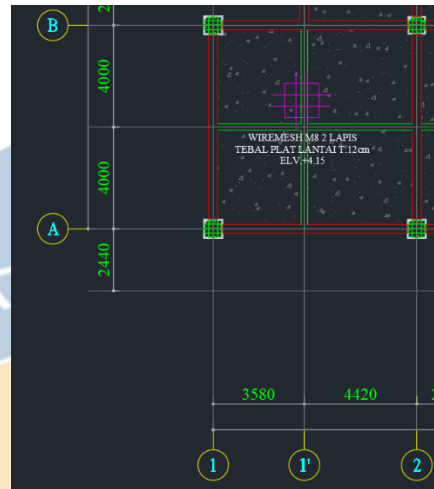 B
4000
WIREMESH M8 2 LAPIS
TEBAL PLAT LANTAI T:12cm
ELV.+4.15
4000
A
2440
3580
4420
1
1'
2